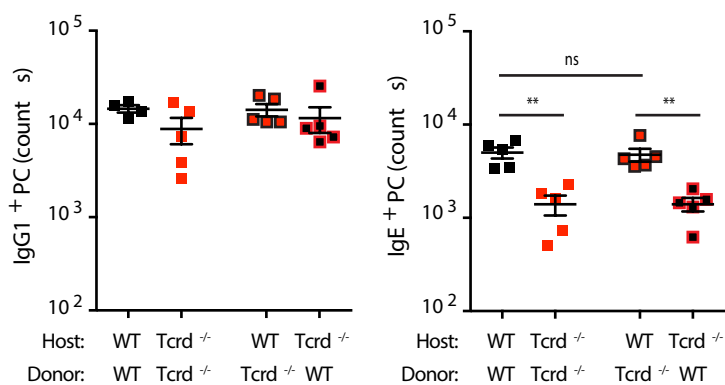 10^5
10^4
10^3
10^2
IgG1 + PC (count s)
Host: WT Tcrd -/- WT Tcrd -/-
Donor: WT Tcrd -/- Tcrd -/- WT
10^5
10^4
10^3
10^2
IgE + PC (count s)
ns
** **
Host: WT Tcrd -/- WT Tcrd -/-
Donor: WT Tcrd -/- Tcrd -/- WT